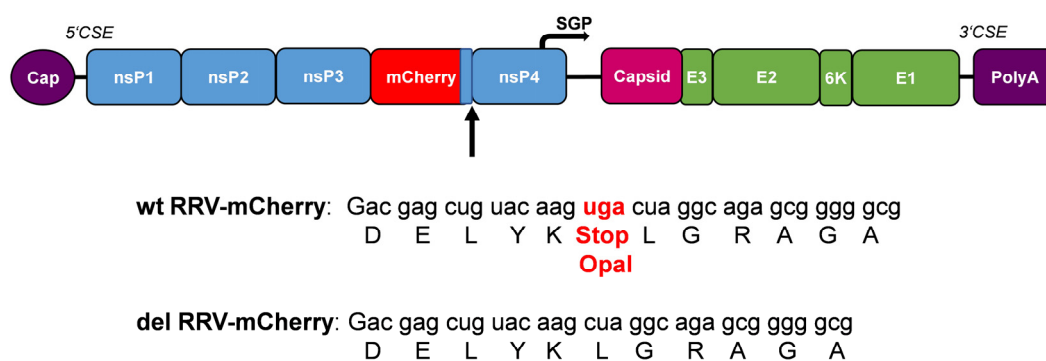 5'CSE SGP 3'CSE
Cap nsP1 nsP2 nsP3 mCherry nsP4 Capsid E3 E2 6K E1 PolyA
wt RRV-mCherry: Gac gag cug uac aag uga cua ggc aga gcg ggg gcg
D E L Y K Stop L G R A G A
Opal
del RRV-mCherry: Gac gag cug uac aag cua ggc aga gcg ggg gcg
D E L Y K L G R A G A